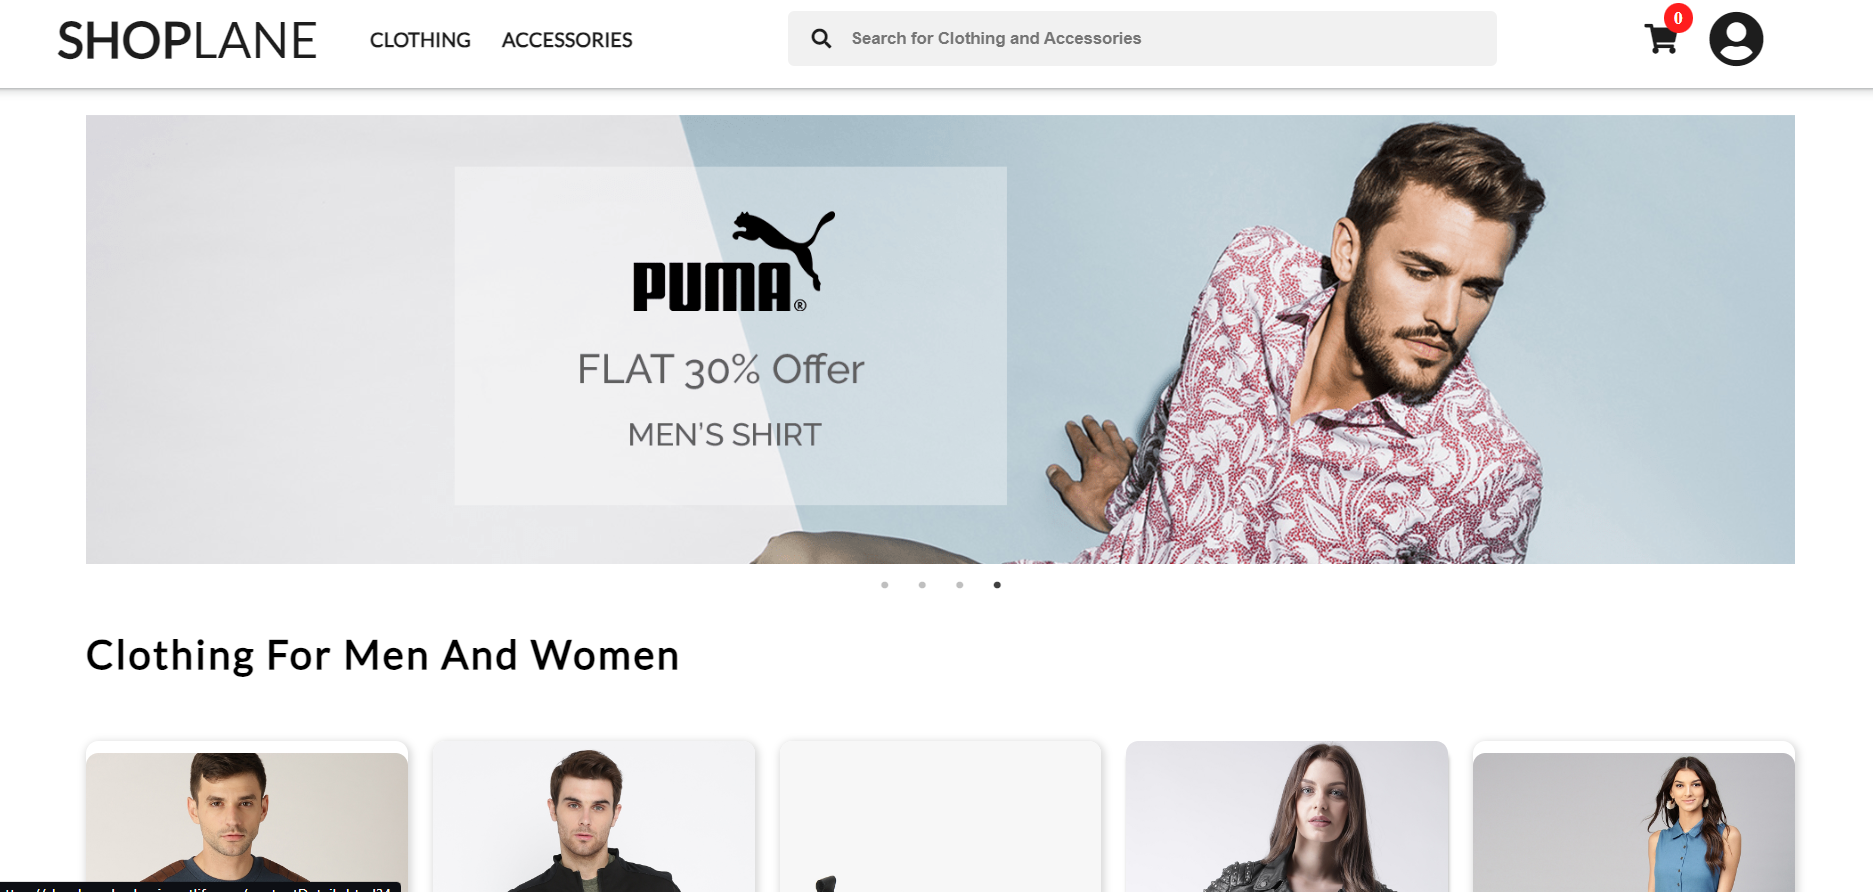 SHOPLANE
CLOTHING
ACCESSORIES
Search for Clothing and Accessories
0
PUMA®
FLAT 30% Offer
MEN'S SHIRT
Clothing For Men And Women